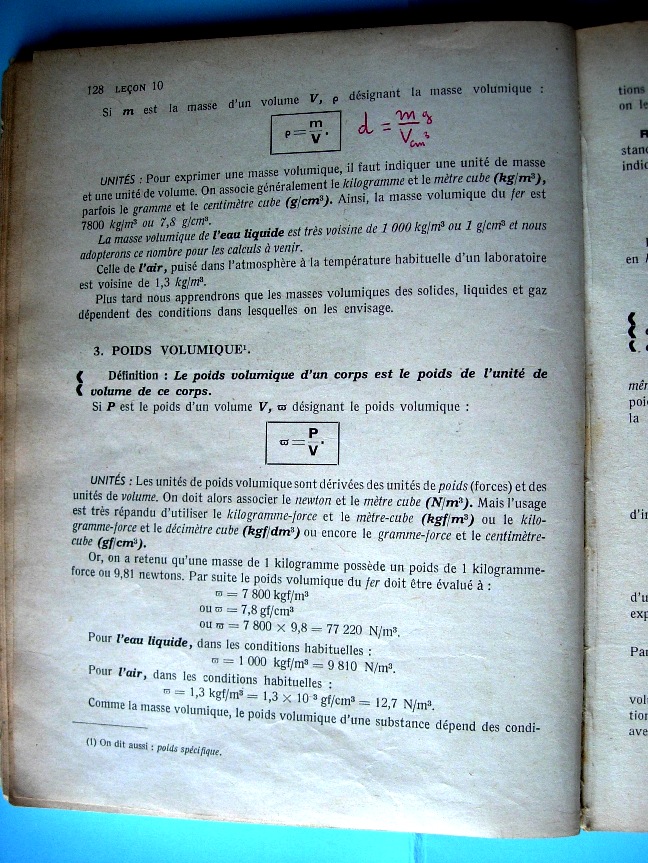 128 LEÇON 10
Si m est la masse d'un volume V, ρ désignant la masse volumique :
ρ = m/V.
d = m g / V cm³
UNITÉS : Pour exprimer une masse volumique, il faut indiquer une unité de masse
et une unité de volume. On associe généralement le kilogramme et le mètre cube (kg/m³),
parfois le gramme et le centimètre cube (g/cm³). Ainsi, la masse volumique du fer est
7800 kg/m³ ou 7,8 g/cm³.
La masse volumique de l'eau liquide est très voisine de 1 000 kg/m³ ou 1 g/cm³ et nous
adopterons ce nombre pour les calculs à venir.
Celle de l'air, puisé dans l'atmosphère à la température habituelle d'un laboratoire
est voisine de 1,3 kg/m³.
Plus tard nous apprendrons que les masses volumiques des solides, liquides et gaz
dépendent des conditions dans lesquelles on les envisage.
3. POIDS VOLUMIQUE¹.
Définition : Le poids volumique d'un corps est le poids de l'unité de
volume de ce corps.
Si P est le poids d'un volume V, ϖ désignant le poids volumique :
ϖ = P/V.
UNITÉS : Les unités de poids volumique sont dérivées des unités de poids (forces) et des
unités de volume. On doit alors associer le newton et le mètre cube (N/m³). Mais l'usage
est très répandu d'utiliser le kilogramme-force et le mètre-cube (kgf/m³) ou le kilo-
gramme-force et le décimètre cube (kgf/dm³) ou encore le gramme-force et le centimètre-
cube (gf/cm³).
Or, on a retenu qu'une masse de 1 kilogramme possède un poids de 1 kilogramme-
force ou 9,81 newtons. Par suite le poids volumique du fer doit être évalué à :
ϖ = 7 800 kgf/m³
ou ϖ = 7,8 gf/cm³
ou ϖ = 7 800 × 9,8 = 77 220 N/m³.
Pour l'eau liquide, dans les conditions habituelles :
ϖ = 1 000 kgf/m³ = 9 810 N/m³.
Pour l'air, dans les conditions habituelles :
ϖ = 1,3 kgf/m³ = 1,3 × 10 ³ gf/cm³ = 12,7 N/m³.
Comme la masse volumique, le poids volumique d'une substance dépend des condi-
(1) On dit aussi : poids spécifique.
tions
on le
stanc
indic
en
mêm
poi
la
d'in
d'u
exp
Par
vol
tion
ave